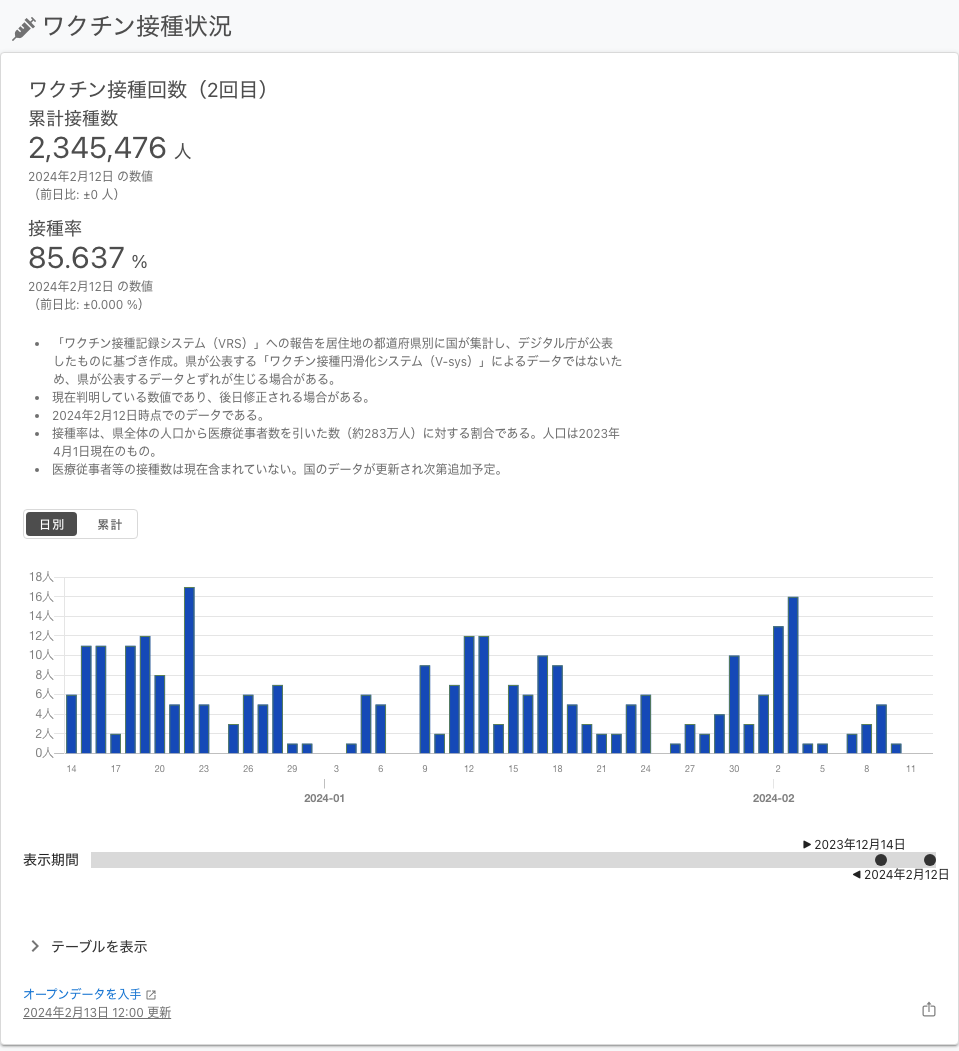 ワクチン接種状況
ワクチン接種回数（2回目）
累計接種数
2,345,476 人
2024年2月12日 の数値
（前日比: ±0 人）
接種率
85.637 %
2024年2月12日 の数値
（前日比: ±0.000 %）
• 「ワクチン接種記録システム（VRS）」への報告を居住地の都道府県別に国が集計し、デジタル庁が公表
したものに基づき作成。県が公表する「ワクチン接種円滑化システム（V-sys）」によるデータではないた
め、県が公表するデータとずれが生じる場合がある。
• 現在判明している数値であり、後日修正される場合がある。
• 2024年2月12日時点でのデータである。
• 接種率は、県全体の人口から医療従事者数を引いた数（約283万人）に対する割合である。人口は2023年
4月1日現在のもの。
• 医療従事者等の接種数は現在含まれていない。国のデータが更新され次第追加予定。
日別 累計
18人
16人
14人
12人
10人
8人
6人
4人
2人
0人
14 17 20 23 26 29 3 6 9 12 15 18 21 24 27 30 2 5 8 11
2024-01 2024-02
▶ 2023年12月14日
表示期間
◀ 2024年2月12日
テーブルを表示
オープンデータを入手
2024年2月13日 12:00 更新